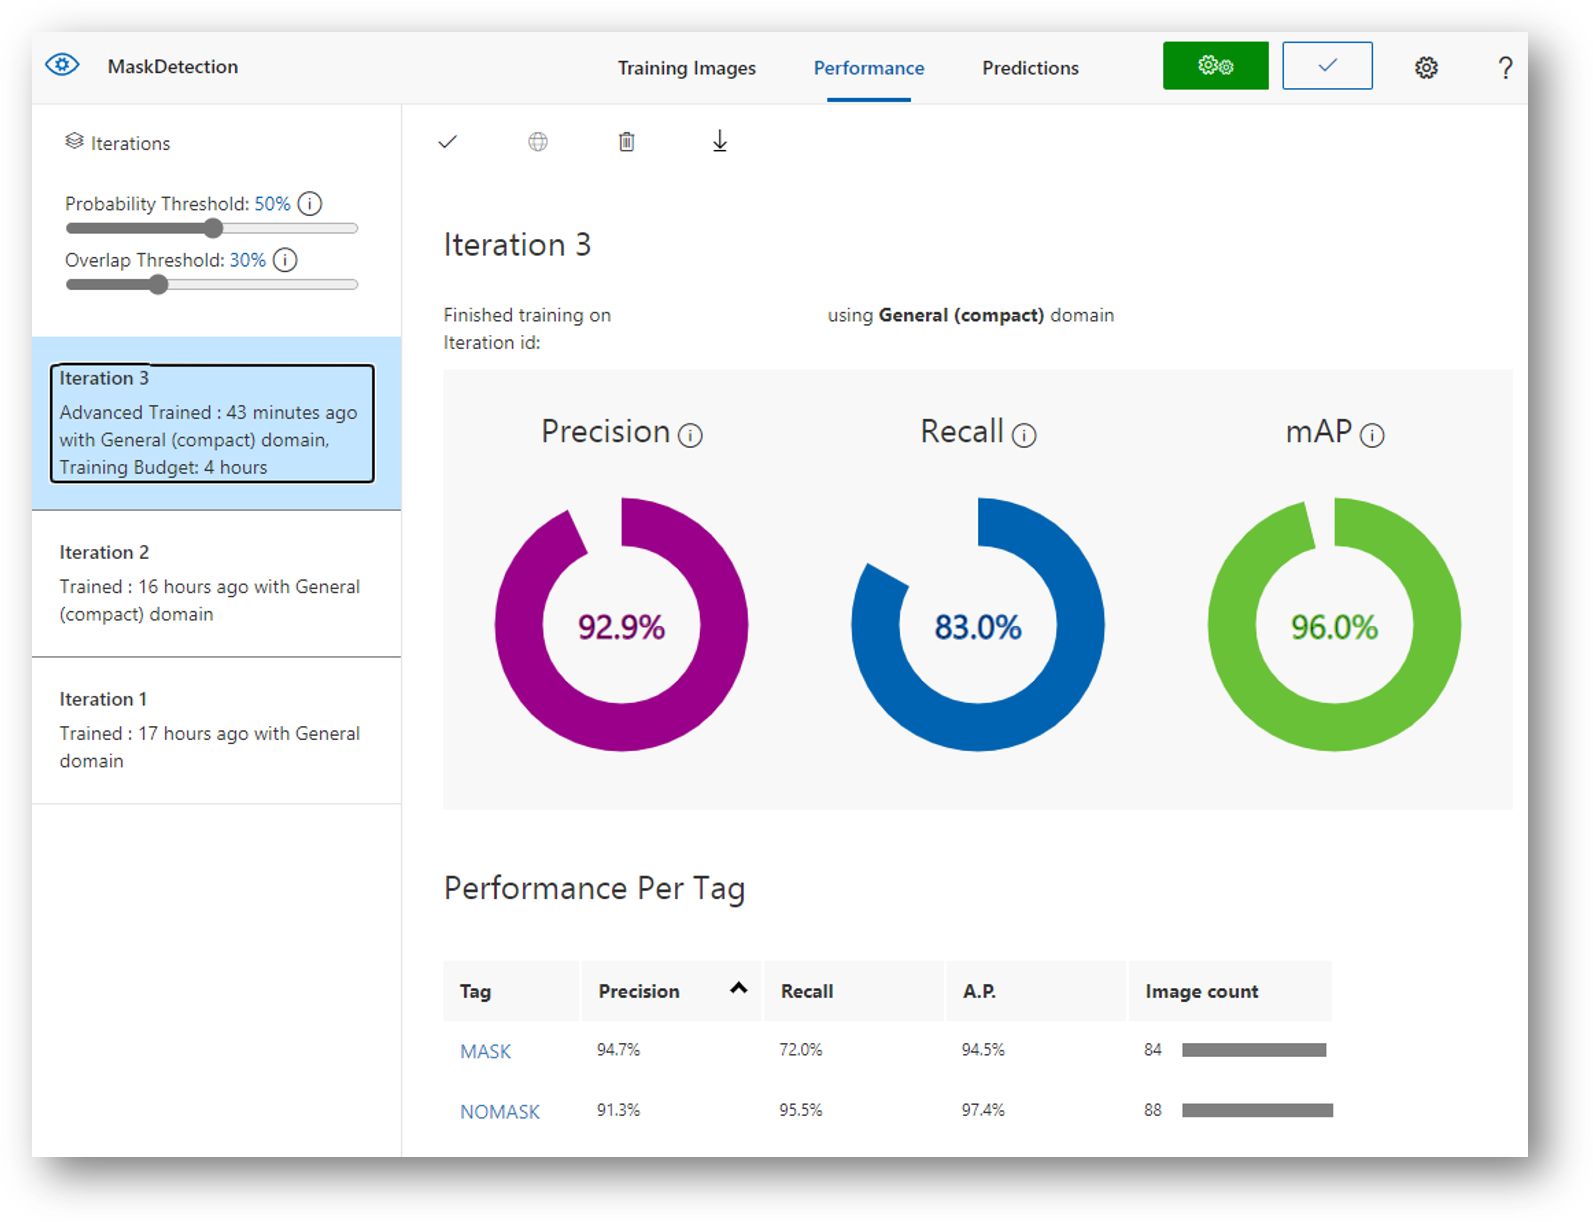 MaskDetection
Training Images
Performance
Predictions
?
Iterations
Probability Threshold: 50%
Overlap Threshold: 30%
Iteration 3
Advanced Trained : 43 minutes ago
with General (compact) domain,
Training Budget: 4 hours
Iteration 2
Trained : 16 hours ago with General
(compact) domain
Iteration 1
Trained : 17 hours ago with General
domain
Iteration 3
Finished training on using General (compact) domain
Iteration id:
Precision
Recall
mAP
92.9%
83.0%
96.0%
Performance Per Tag
Tag Precision Recall A.P. Image count
MASK 94.7% 72.0% 94.5% 84
NOMASK 91.3% 95.5% 97.4% 88